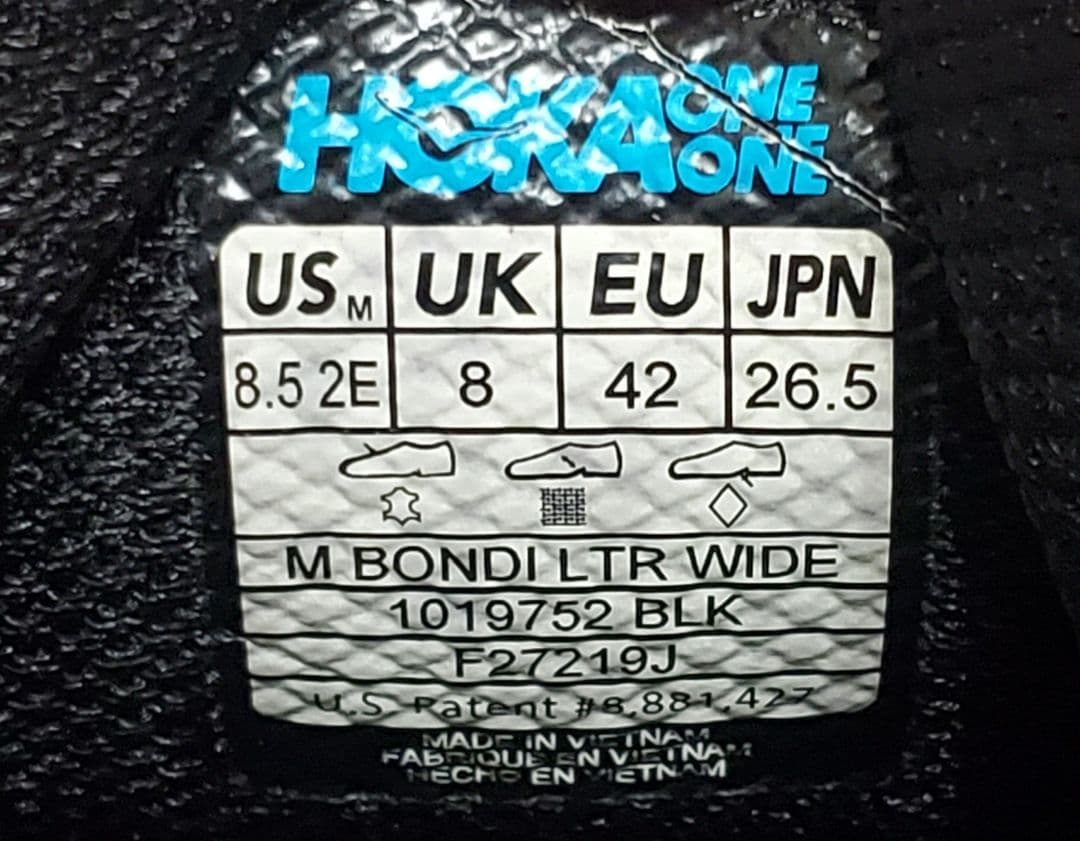 HOKA ONE ONE
US M UK EU JPN
8.5 2E 8 42 26.5
M BONDI LTR WIDE
1019752 BLK
F27219J
U.S Patent #8,881,427
MADE IN VIETNAM
FABRIQUE EN VIETNAM
HECHO EN VIETNAM